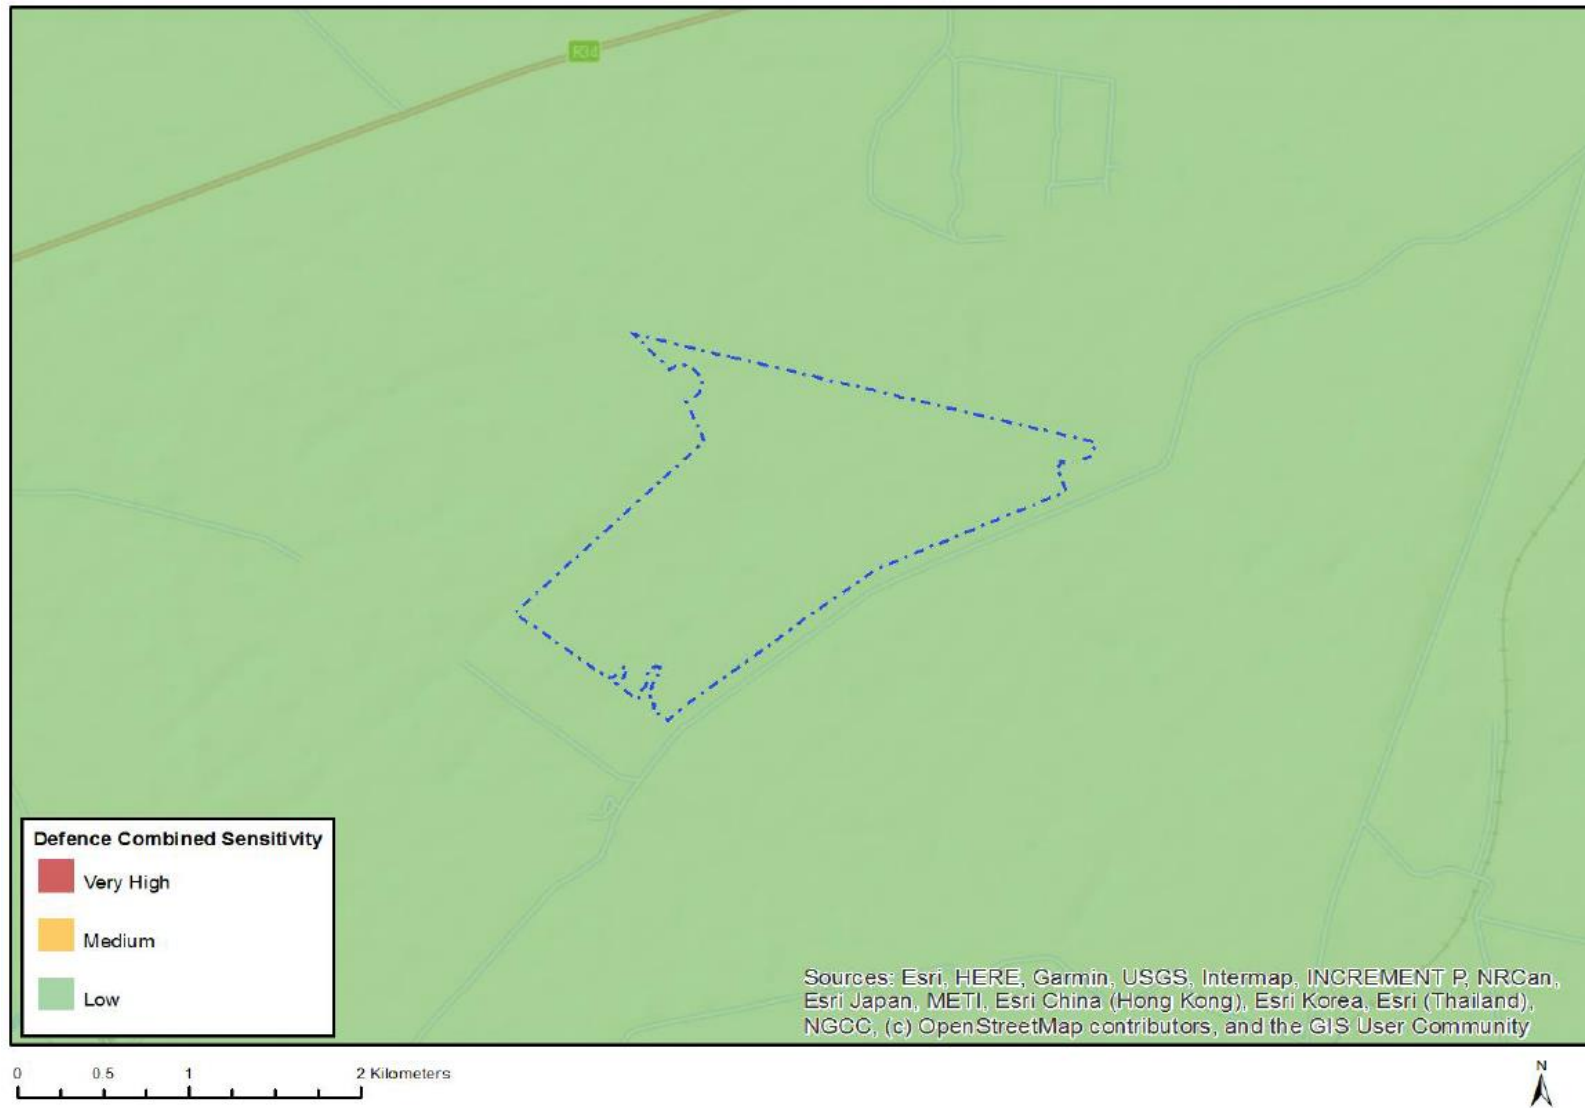 R34
Defence Combined Sensitivity
Very High
Medium
Low
Sources: Esri, HERE, Garmin, USGS, Intermap, INCREMENT P, NRCan,
Esri Japan, METI, Esri China (Hong Kong), Esri Korea, Esri (Thailand),
NGCC, (c) OpenStreetMap contributors, and the GIS User Community
0 0.5 1 2 Kilometers
N